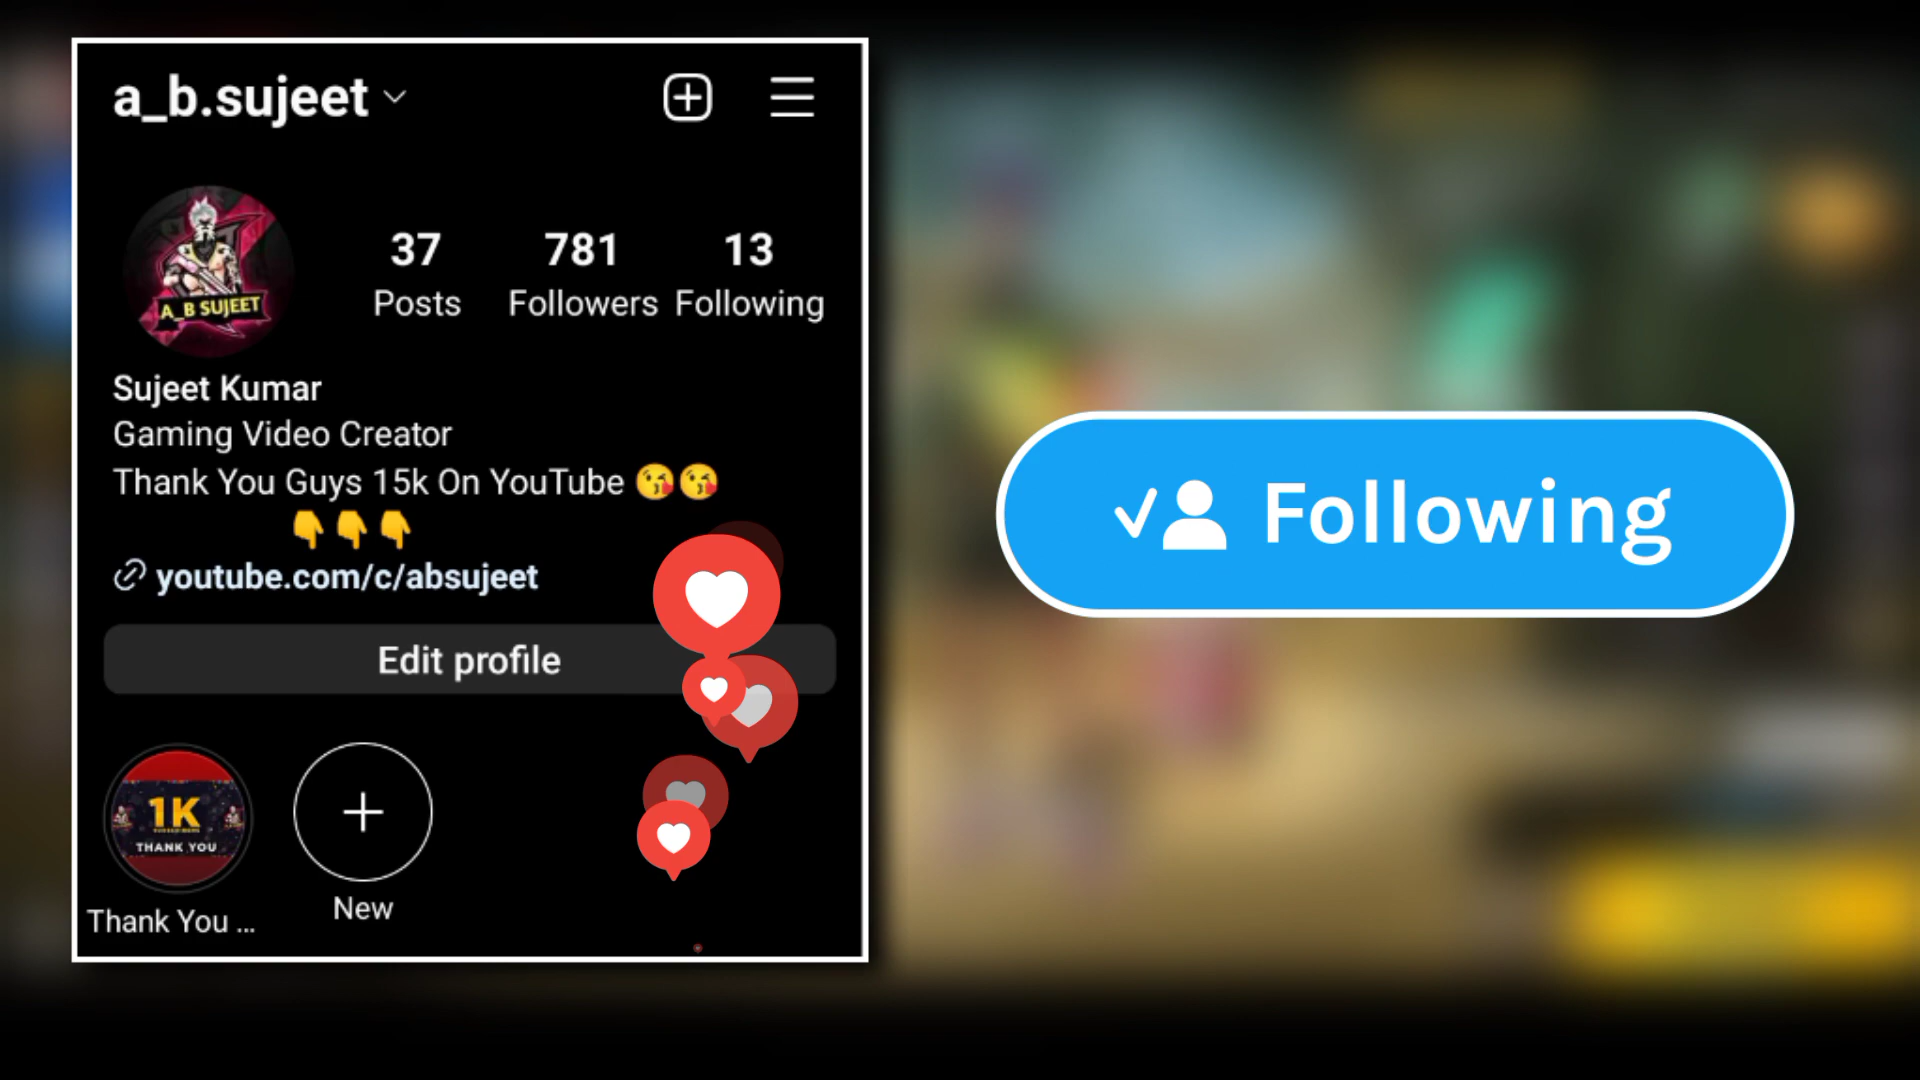 a_b.sujeet
A_B SUJEET
37 781 13
Posts Followers Following
Sujeet Kumar
Gaming Video Creator
Thank You Guys 15k On YouTube 😘😘
👇👇👇
youtube.com/c/absujeet
Edit profile
1K
THANK YOU
Thank You ...
New
Following